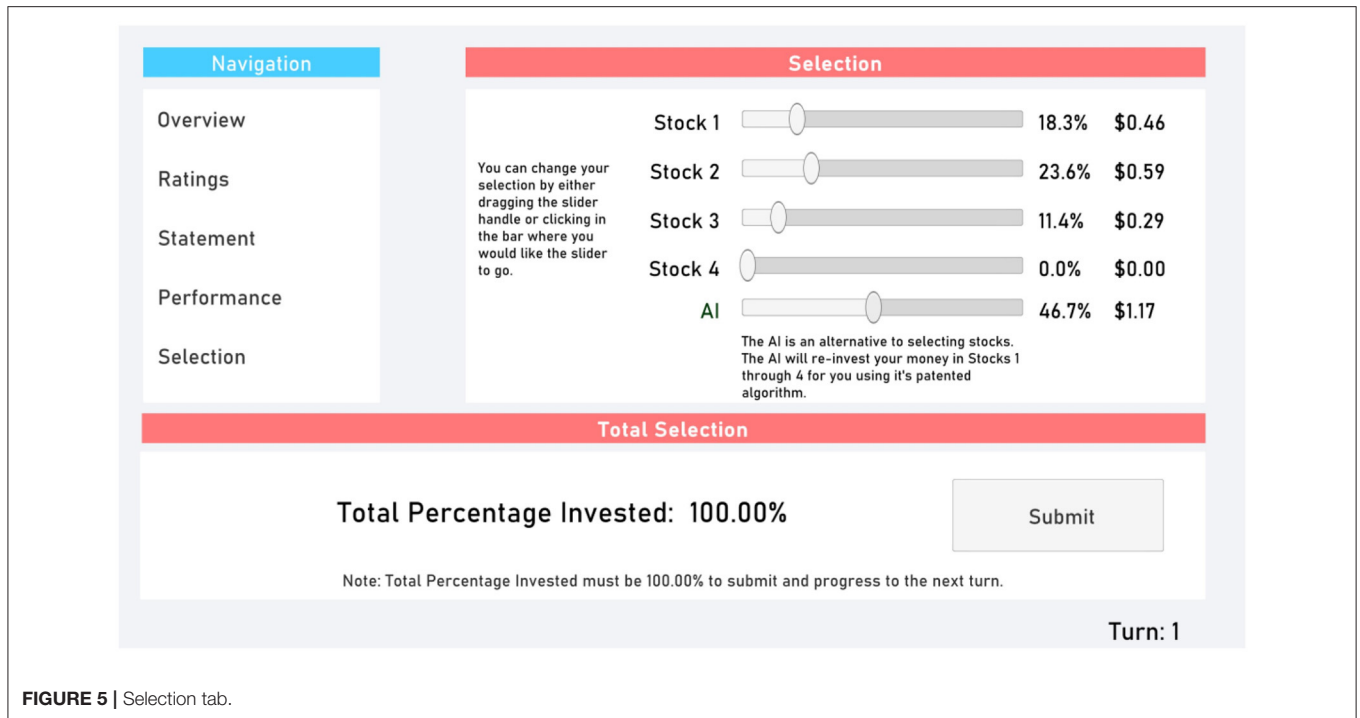 Navigation
Overview
Ratings
Statement
Performance
Selection
Selection
You can change your
selection by either
dragging the slider
handle or clicking in
the bar where you
would like the slider
to go.
Stock 1 18.3% $0.46
Stock 2 23.6% $0.59
Stock 3 11.4% $0.29
Stock 4 0.0% $0.00
AI 46.7% $1.17
The AI is an alternative to selecting stocks.
The AI will re-invest your money in Stocks 1
through 4 for you using it's patented
algorithm.
Total Selection
Total Percentage Invested: 100.00%
Submit
Note: Total Percentage Invested must be 100.00% to submit and progress to the next turn.
Turn: 1
FIGURE 5 | Selection tab.